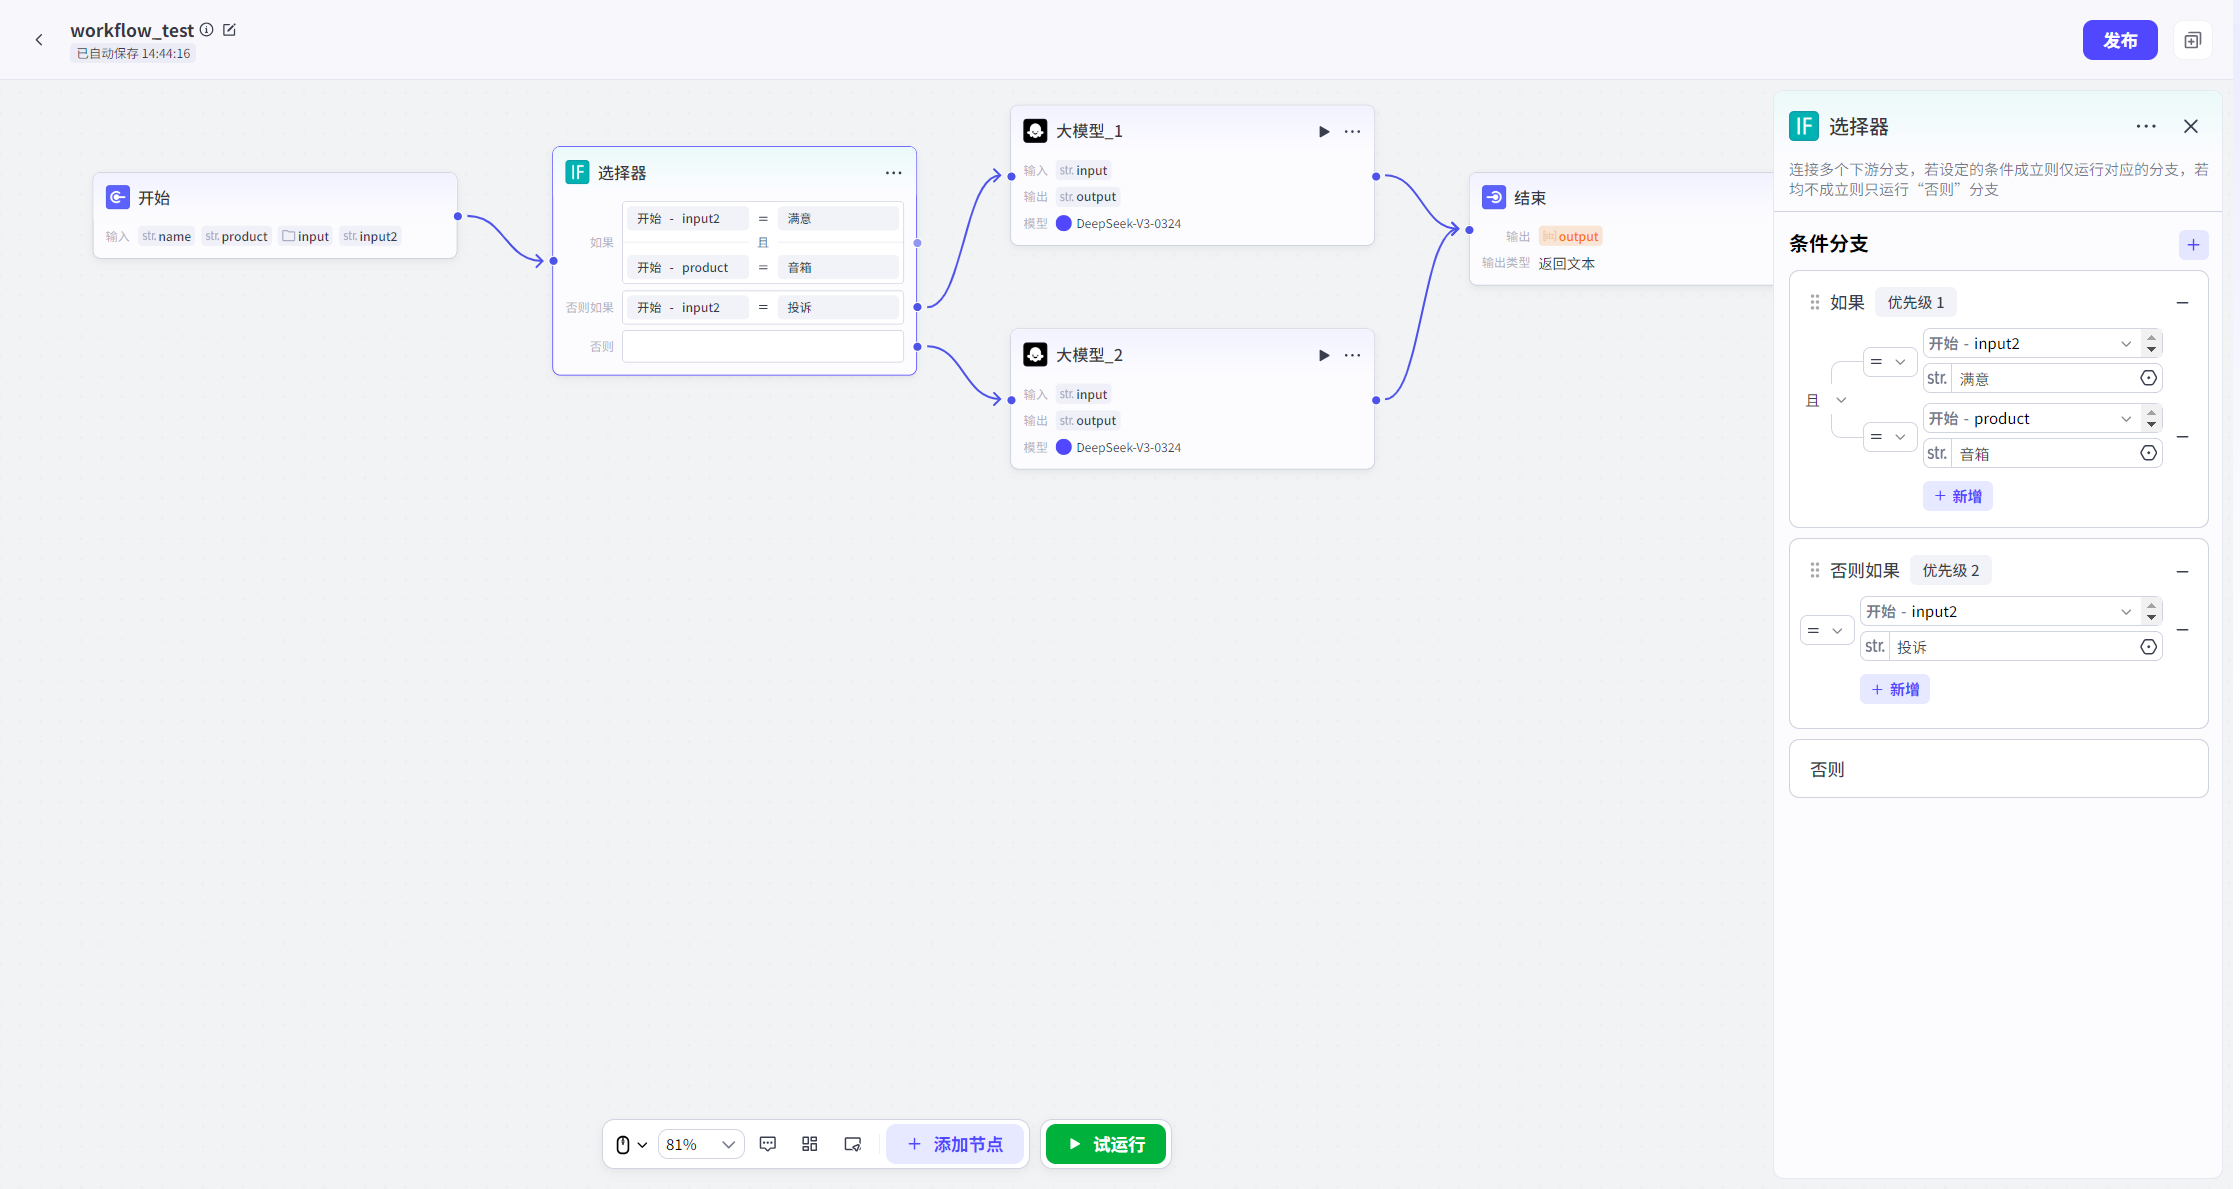 workflow_test
已自动保存 14:44:16
发布
开始
输入 str. name str. product input str. input2
IF 选择器
如果
开始 - input2 = 满意
且
开始 - product = 音箱
否则如果 开始 - input2 = 投诉
否则
大模型_1
输入 str. input
输出 str. output
模型 DeepSeek-V3-0324
大模型_2
输入 str. input
输出 str. output
模型 DeepSeek-V3-0324
结束
输出 output
输出类型 返回文本
IF 选择器
连接多个下游分支，若设定的条件成立则仅运行对应的分支，若
均不成立则只运行“否则”分支
条件分支
如果 优先级 1
开始 - input2
=
str. 满意
且
开始 - product
=
str. 音箱
+ 新增
否则如果 优先级 2
开始 - input2
=
str. 投诉
+ 新增
否则
81%
+ 添加节点
试运行